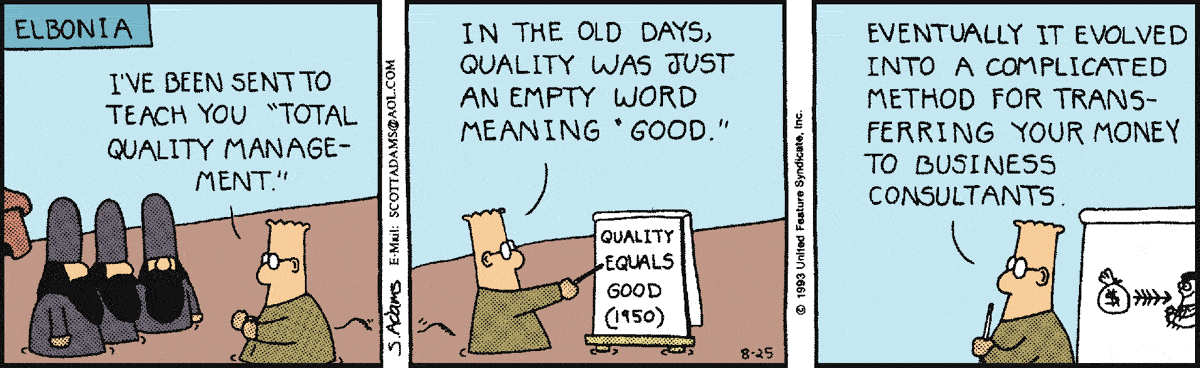 ELBONIA
I'VE BEEN SENT TO
TEACH YOU "TOTAL
QUALITY MANAGE-
MENT."
S. Adams
E-Mail: SCOTTADAMS@AOL.COM
IN THE OLD DAYS,
QUALITY WAS JUST
AN EMPTY WORD
MEANING "GOOD."
QUALITY
EQUALS
GOOD
(1950)
8-25
© 1993 United Feature Syndicate, Inc.
EVENTUALLY IT EVOLVED
INTO A COMPLICATED
METHOD FOR TRANS-
FERRING YOUR MONEY
TO BUSINESS
CONSULTANTS.
$